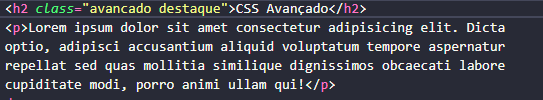 <h2 class="avancado destaque">CSS Avançado</h2>
<p>Lorem ipsum dolor sit amet consectetur adipisicing elit. Dicta
optio, adipisci accusantium aliquid voluptatum tempore aspernatur
repellat sed quas mollitia similique dignissimos obcaecati labore
cupiditate modi, porro animi ullam qui!</p>